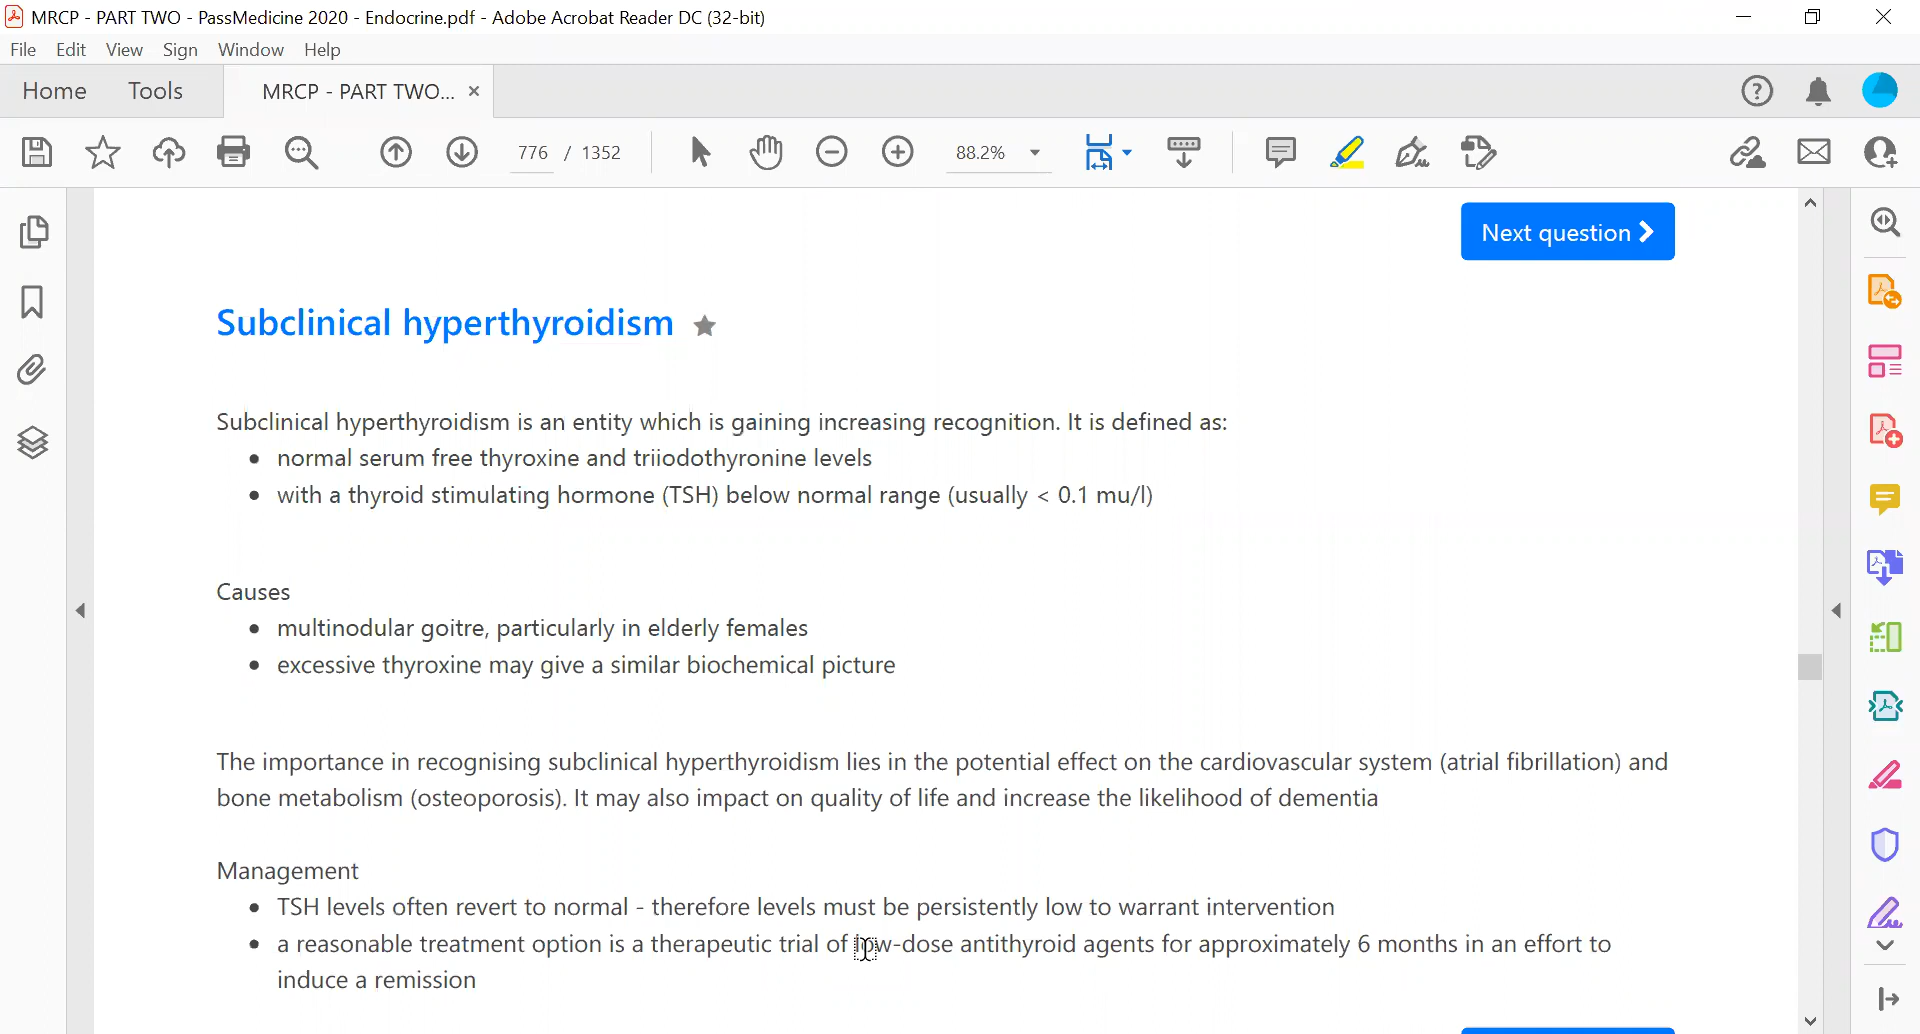 MRCP - PART TWO - PassMedicine 2020 - Endocrine.pdf - Adobe Acrobat Reader DC (32-bit)
File Edit View Sign Window Help
Home Tools MRCP - PART TWO... ×
776 / 1352 88.2%
Next question
Subclinical hyperthyroidism
Subclinical hyperthyroidism is an entity which is gaining increasing recognition. It is defined as:
• normal serum free thyroxine and triiodothyronine levels
• with a thyroid stimulating hormone (TSH) below normal range (usually < 0.1 mu/l)
Causes
• multinodular goitre, particularly in elderly females
• excessive thyroxine may give a similar biochemical picture
The importance in recognising subclinical hyperthyroidism lies in the potential effect on the cardiovascular system (atrial fibrillation) and
bone metabolism (osteoporosis). It may also impact on quality of life and increase the likelihood of dementia
Management
• TSH levels often revert to normal - therefore levels must be persistently low to warrant intervention
• a reasonable treatment option is a therapeutic trial of low-dose antithyroid agents for approximately 6 months in an effort to
induce a remission